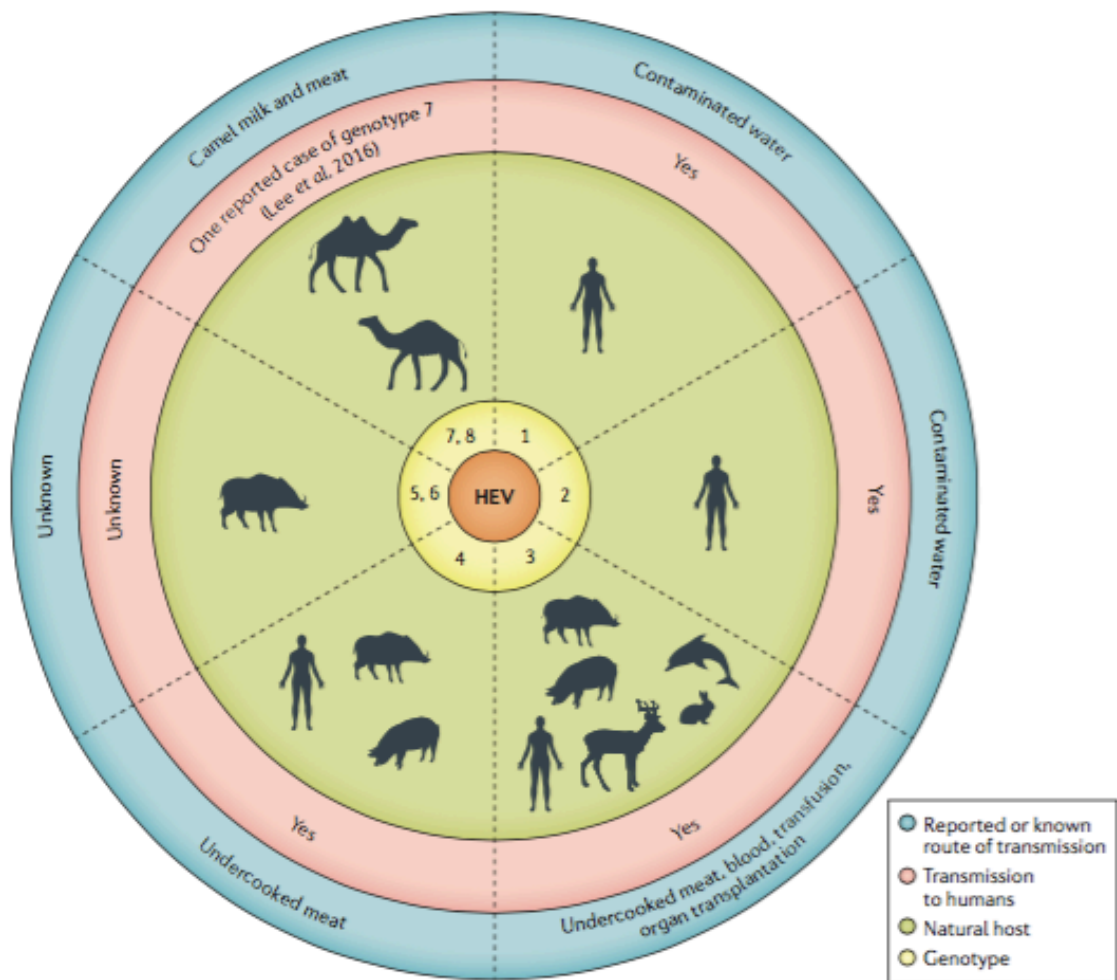 Camel milk and meat
Contaminated water
One reported case of genotype 7
(Lee et al, 2016)
Yes
7, 8
1
5, 6
HEV
2
4
3
Unknown
Unknown
Yes
Contaminated water
Yes
Yes
Undercooked meat
Undercooked meat, blood, transfusion,
organ transplantation
Reported or known
route of transmission
Transmission
to humans
Natural host
Genotype